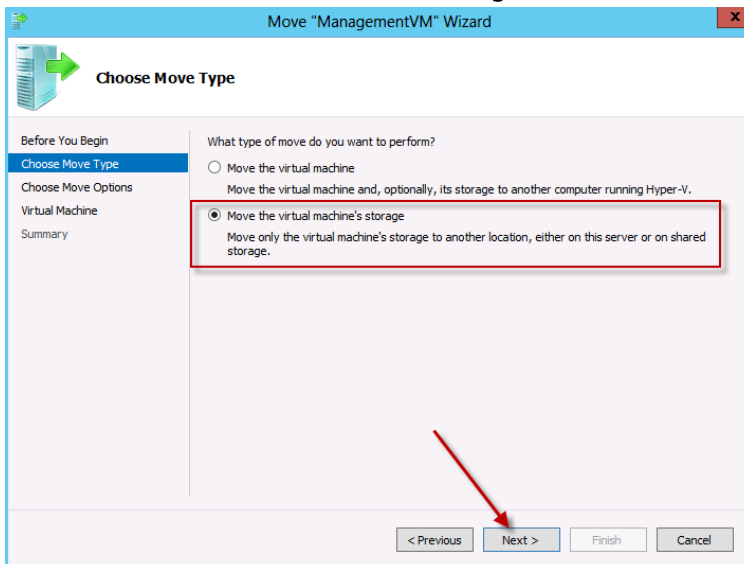 Move "ManagementVM" Wizard
x
Choose Move Type
Before You Begin
Choose Move Type
Choose Move Options
Virtual Machine
Summary
What type of move do you want to perform?
Move the virtual machine
Move the virtual machine and, optionally, its storage to another computer running Hyper-V.
Move the virtual machine's storage
Move only the virtual machine's storage to another location, either on this server or on shared
storage.
< Previous
Next >
Finish
Cancel